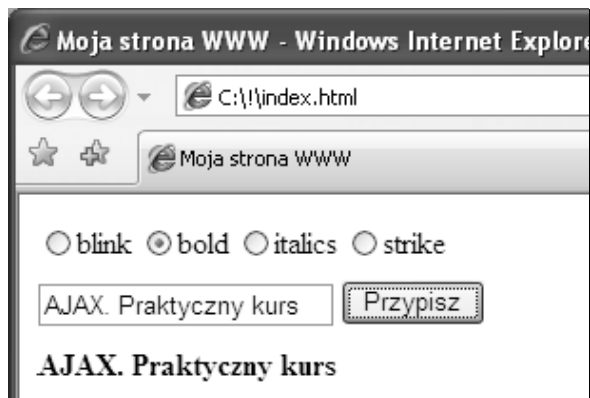 Moja strona WWW - Windows Internet Explore
C:\!\index.html
Moja strona WWW
blink bold italics strike
AJAX. Praktyczny kurs Przypisz
AJAX. Praktyczny kurs